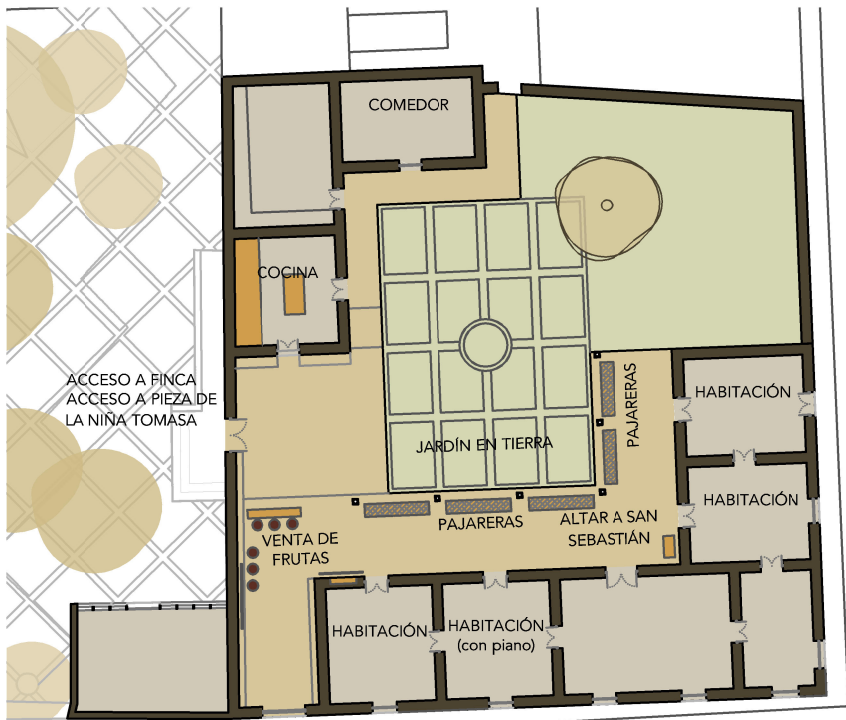 COMEDOR
COCINA
ACCESO A FINCA
ACCESO A PIEZA DE
LA NIÑA TOMASA
HABITACIÓN
PAJARERAS
JARDÍN EN TIERRA
HABITACIÓN
PAJARERAS
ALTAR A SAN
SEBASTIÁN
VENTA DE
FRUTAS
HABITACIÓN
HABITACIÓN
(con piano)